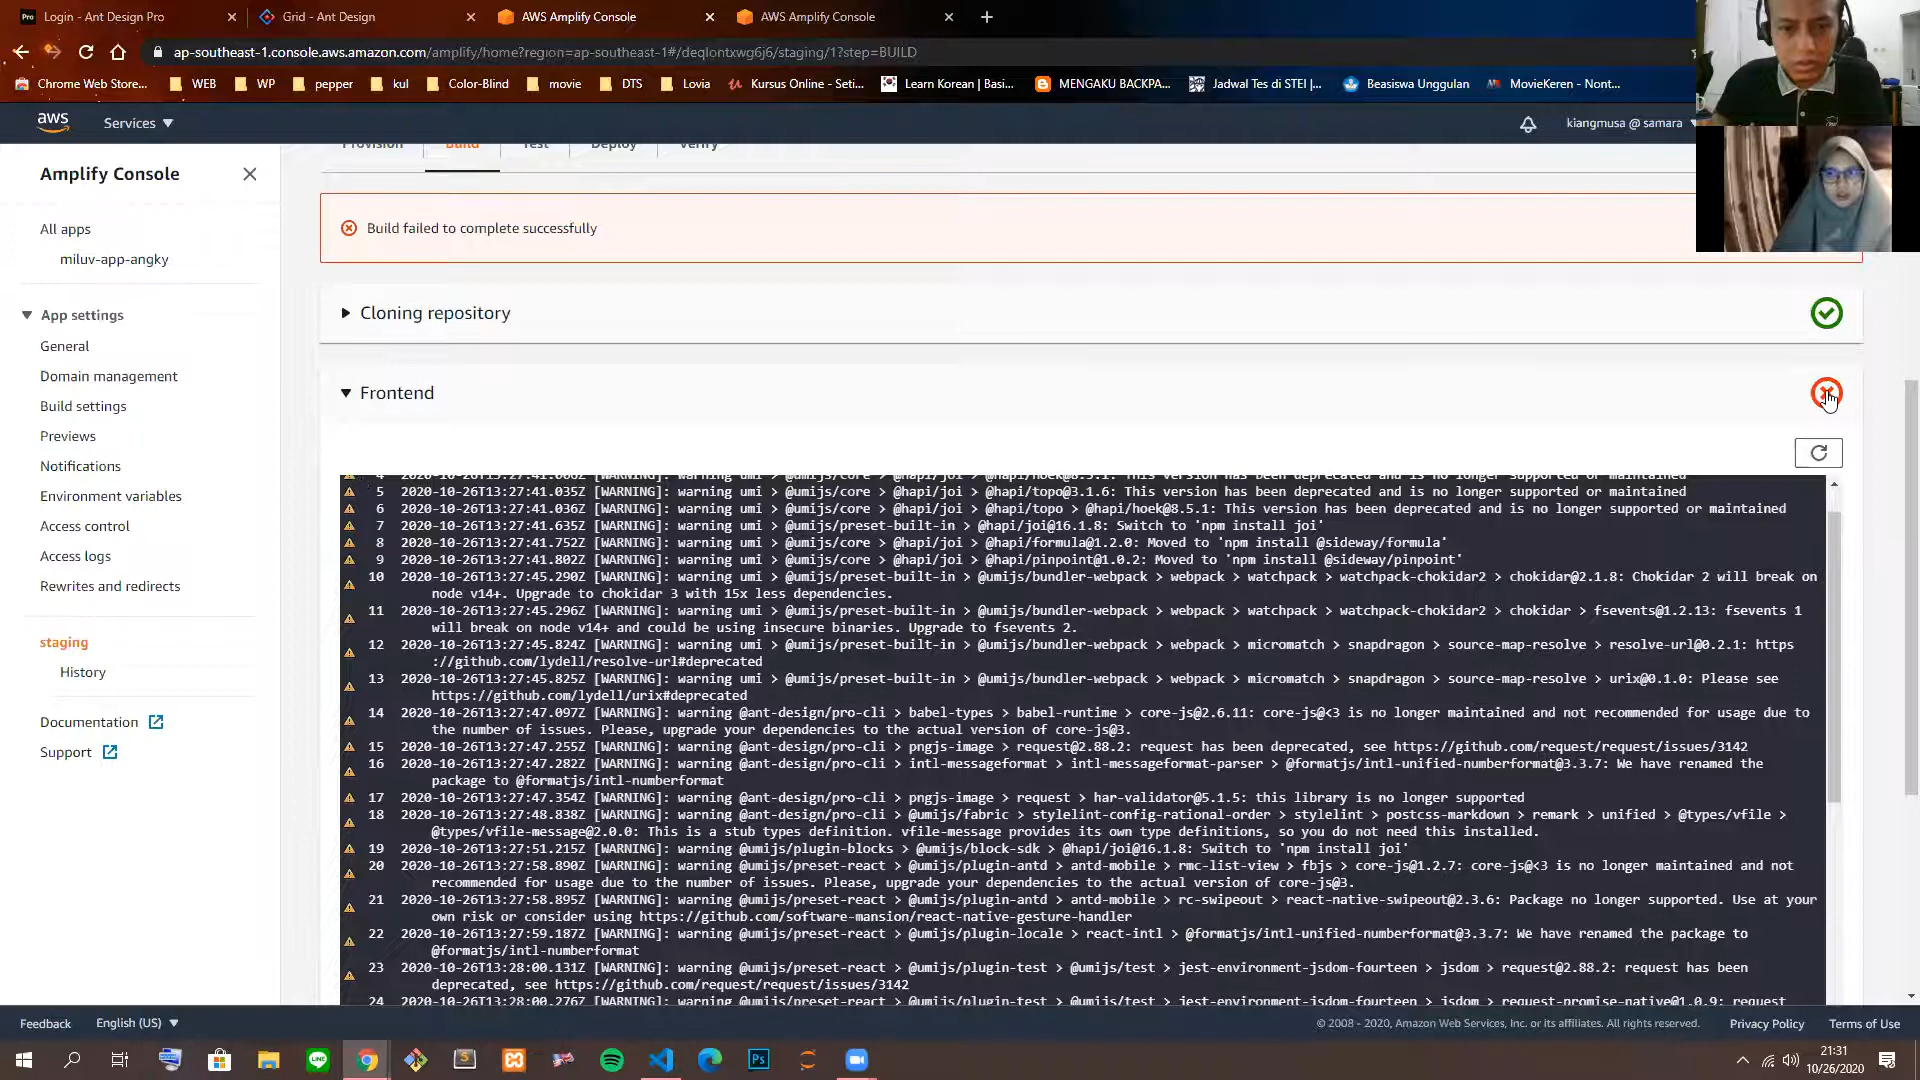 Login - Ant Design Pro
Grid - Ant Design
AWS Amplify Console
AWS Amplify Console
ap-southeast-1.console.aws.amazon.com/amplify/home?region=ap-southeast-1#/deqlontxwg6j6/staging/1?step=BUILD
Chrome Web Store...
WEB
WP
pepper
kul
Color-Blind
movie
DTS
Lovia
Kursus Online - Seti...
Learn Korean | Basi...
MENGAKU BACKPA...
Jadwal Tes di STEI |...
Beasiswa Unggulan
MovieKeren - Nont...
aws
Services
kiangmusa @ samara
Provision
Build
Test
Deploy
Verify
Amplify Console
All apps
miluv-app-angky
App settings
General
Domain management
Build settings
Previews
Notifications
Environment variables
Access control
Access logs
Rewrites and redirects
staging
History
Documentation
Support
Build failed to complete successfully
Cloning repository
Frontend
5 2020-10-26T13:27:41.035Z [WARNING]: warning umi > @umijs/core > @hapi/joi > @hapi/topo@3.1.6: This version has been deprecated and is no longer supported or maintained
6 2020-10-26T13:27:41.036Z [WARNING]: warning umi > @umijs/core > @hapi/joi > @hapi/topo > @hapi/hoek@8.5.1: This version has been deprecated and is no longer supported or maintained
7 2020-10-26T13:27:41.635Z [WARNING]: warning umi > @umijs/preset-built-in > @hapi/joi@16.1.8: Switch to 'npm install joi'
8 2020-10-26T13:27:41.752Z [WARNING]: warning umi > @umijs/core > @hapi/joi > @hapi/formula@1.2.0: Moved to 'npm install @sideway/formula'
9 2020-10-26T13:27:41.802Z [WARNING]: warning umi > @umijs/core > @hapi/joi > @hapi/pinpoint@1.0.2: Moved to 'npm install @sideway/pinpoint'
10 2020-10-26T13:27:45.290Z [WARNING]: warning umi > @umijs/preset-built-in > @umijs/bundler-webpack > webpack > watchpack > watchpack-chokidar2 > chokidar@2.1.8: Chokidar 2 will break on
node v14+. Upgrade to chokidar 3 with 15x less dependencies.
11 2020-10-26T13:27:45.296Z [WARNING]: warning umi > @umijs/preset-built-in > @umijs/bundler-webpack > webpack > watchpack > watchpack-chokidar2 > chokidar > fsevents@1.2.13: fsevents 1
will break on node v14+ and could be using insecure binaries. Upgrade to fsevents 2.
12 2020-10-26T13:27:45.824Z [WARNING]: warning umi > @umijs/preset-built-in > @umijs/bundler-webpack > webpack > micromatch > snapdragon > source-map-resolve > resolve-url@0.2.1: https
://github.com/lydell/resolve-url#deprecated
13 2020-10-26T13:27:45.825Z [WARNING]: warning umi > @umijs/preset-built-in > @umijs/bundler-webpack > webpack > micromatch > snapdragon > source-map-resolve > urix@0.1.0: Please see
https://github.com/lydell/urix#deprecated
14 2020-10-26T13:27:47.097Z [WARNING]: warning @ant-design/pro-cli > babel-types > babel-runtime > core-js@2.6.11: core-js@<3 is no longer maintained and not recommended for usage due to
the number of issues. Please, upgrade your dependencies to the actual version of core-js@3.
15 2020-10-26T13:27:47.255Z [WARNING]: warning @ant-design/pro-cli > pngjs-image > request@2.88.2: request has been deprecated, see https://github.com/request/request/issues/3142
16 2020-10-26T13:27:47.282Z [WARNING]: warning @ant-design/pro-cli > intl-messageformat > intl-messageformat-parser > @formatjs/intl-unified-numberformat@3.3.7: We have renamed the
package to @formatjs/intl-numberformat
17 2020-10-26T13:27:47.354Z [WARNING]: warning @ant-design/pro-cli > pngjs-image > request > har-validator@5.1.5: this library is no longer supported
18 2020-10-26T13:27:48.838Z [WARNING]: warning @ant-design/pro-cli > @umijs/fabric > stylelint-config-rational-order > stylelint > postcss-markdown > remark > unified > @types/vfile >
@types/vfile-message@2.0.0: This is a stub types definition. vfile-message provides its own type definitions, so you do not need this installed.
19 2020-10-26T13:27:51.215Z [WARNING]: warning @umijs/plugin-blocks > @umijs/block-sdk > @hapi/joi@16.1.8: Switch to 'npm install joi'
20 2020-10-26T13:27:58.890Z [WARNING]: warning @umijs/preset-react > @umijs/plugin-antd > antd-mobile > rmc-list-view > fbjs > core-js@1.2.7: core-js@<3 is no longer maintained and not
recommended for usage due to the number of issues. Please, upgrade your dependencies to the actual version of core-js@3.
21 2020-10-26T13:27:58.895Z [WARNING]: warning @umijs/preset-react > @umijs/plugin-antd > antd-mobile > rc-swipeout > react-native-swipeout@2.3.6: Package no longer supported. Use at your
own risk or consider using https://github.com/software-mansion/react-native-gesture-handler
22 2020-10-26T13:27:59.187Z [WARNING]: warning @umijs/preset-react > @umijs/plugin-locale > react-intl > @formatjs/intl-unified-numberformat@3.3.7: We have renamed the package to
@formatjs/intl-numberformat
23 2020-10-26T13:28:00.131Z [WARNING]: warning @umijs/preset-react > @umijs/plugin-test > @umijs/test > jest-environment-jsdom-fourteen > jsdom > request@2.88.2: request has been
deprecated, see https://github.com/request/request/issues/3142
24 2020-10-26T13:28:00.276Z [WARNING]: warning @umijs/preset-react > @umijs/plugin-test > @umijs/test > jest-environment-jsdom-fourteen > jsdom > request-promise-native@1.0.9: request
Feedback
English (US)
© 2008 - 2020, Amazon Web Services, Inc. or its affiliates. All rights reserved.
Privacy Policy
Terms of Use
21:31
10/26/2020